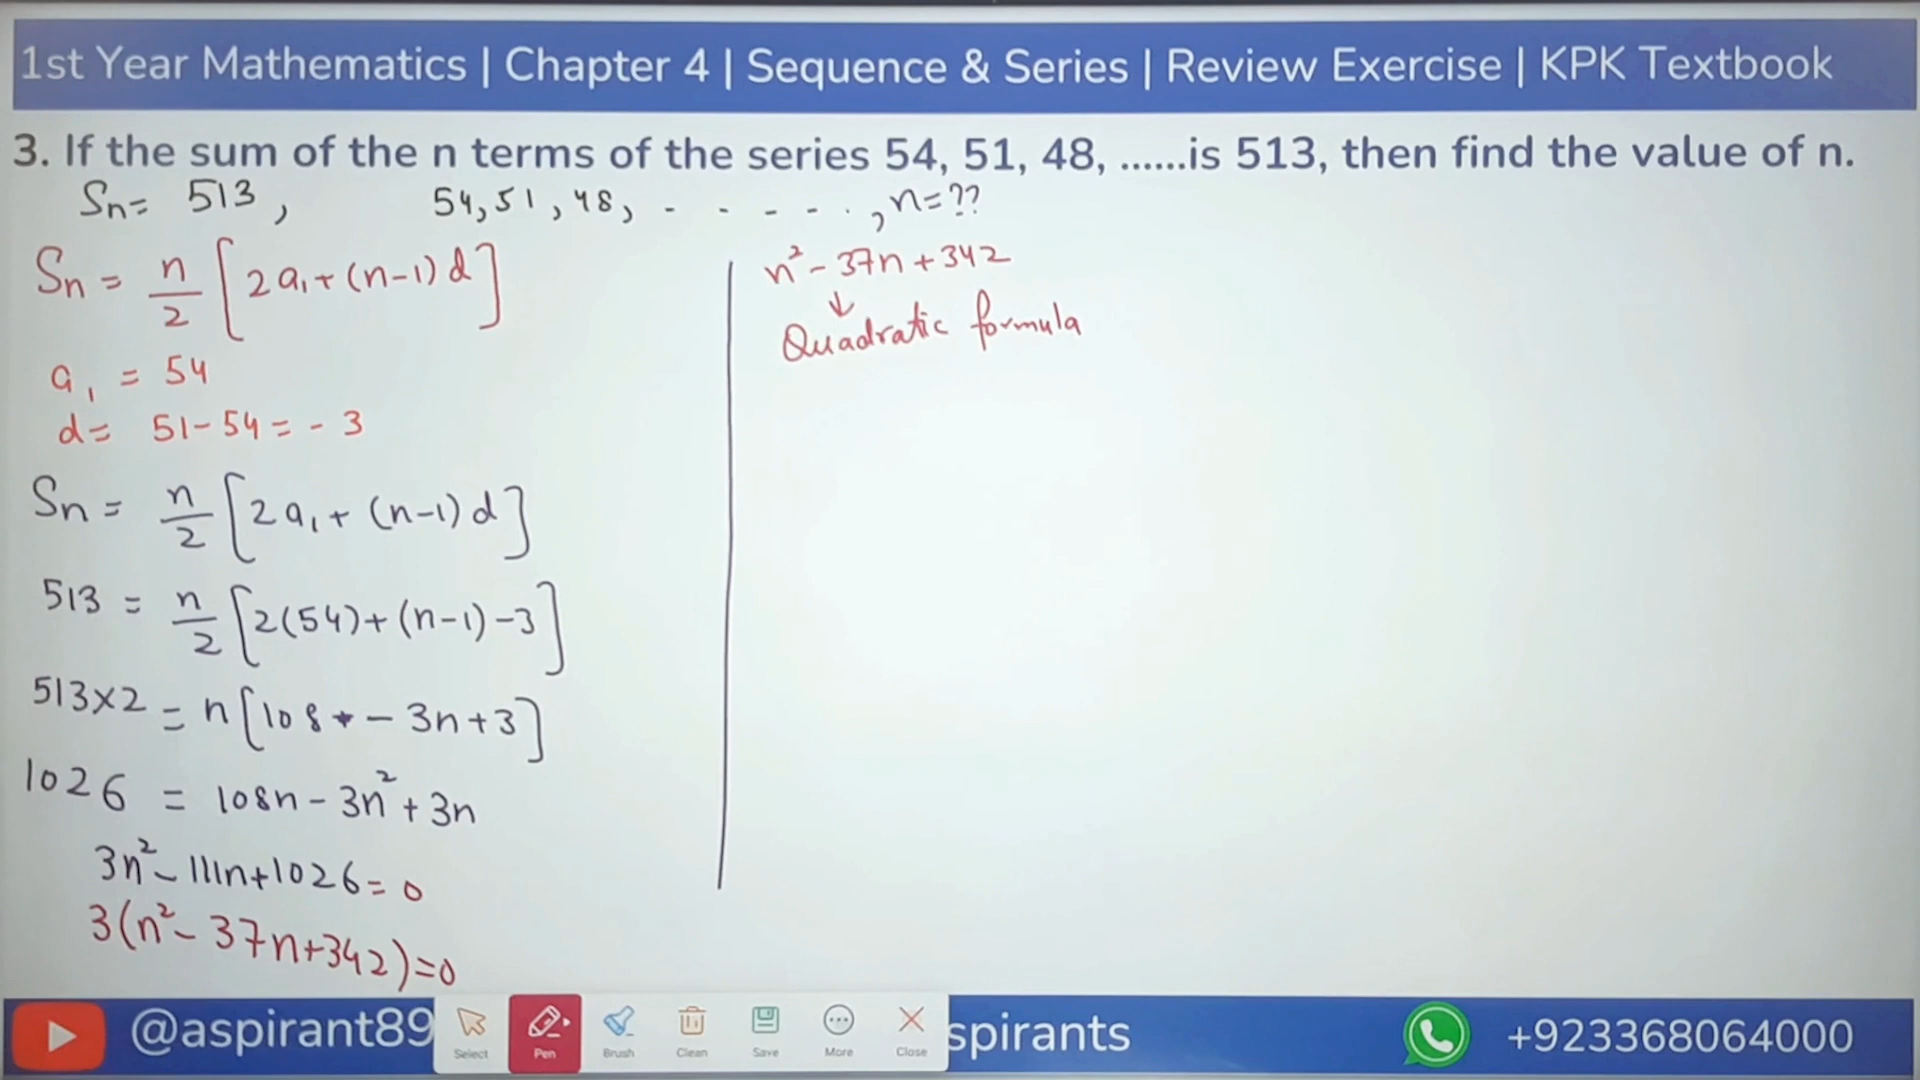 1st Year Mathematics | Chapter 4 | Sequence & Series | Review Exercise | KPK Textbook
3. If the sum of the n terms of the series 54, 51, 48, ......is 513, then find the value of n.
Sn = 513, 54, 51, 48, - - - - ., n = ??
Sn = n/2 [2a₁ + (n-1) d]
a₁ = 54
d = 51 - 54 = - 3
Sn = n/2 [2a₁ + (n-1) d]
513 = n/2 [2(54) + (n-1) -3]
513×2 = n[108 + - 3n + 3]
1026 = 108n - 3n² + 3n
3n² - 111n + 1026 = 0
3(n² - 37n + 342) = 0
n² - 37n + 342
↓
Quadratic formula
@aspirant89
Select
Pen
Brush
Clean
Save
More
Close
spirants
+923368064000